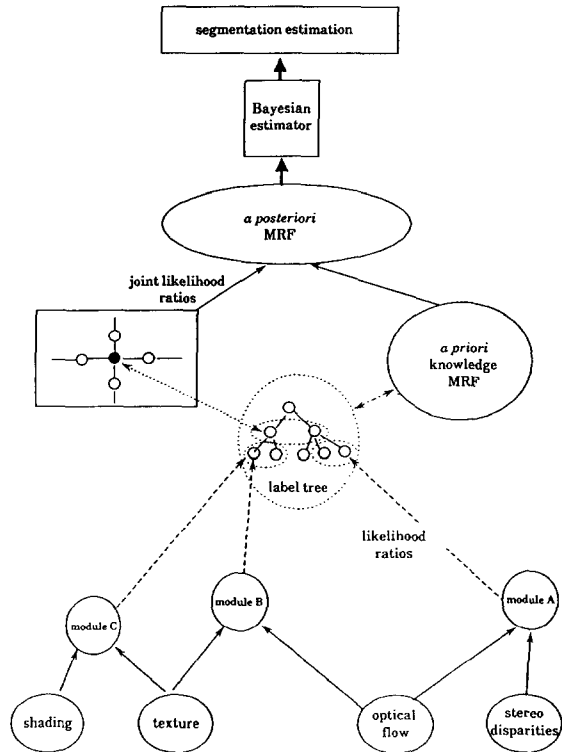 segmentation estimation
Bayesian
estimator
a posteriori
MRF
joint likelihood
ratios
a priori
knowledge
MRF
label tree
likelihood
ratios
module C
module B
module A
shading
texture
optical
flow
stereo
disparities